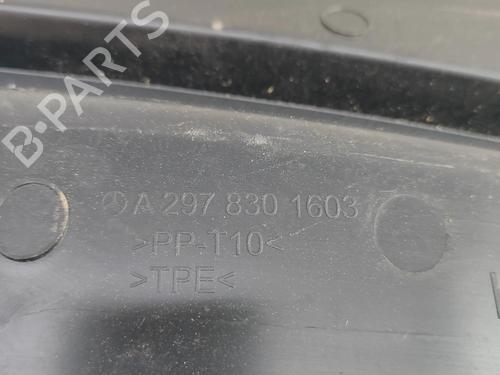 B-PARTS
A 297 830 1603
>PP-T10<
>TPE<